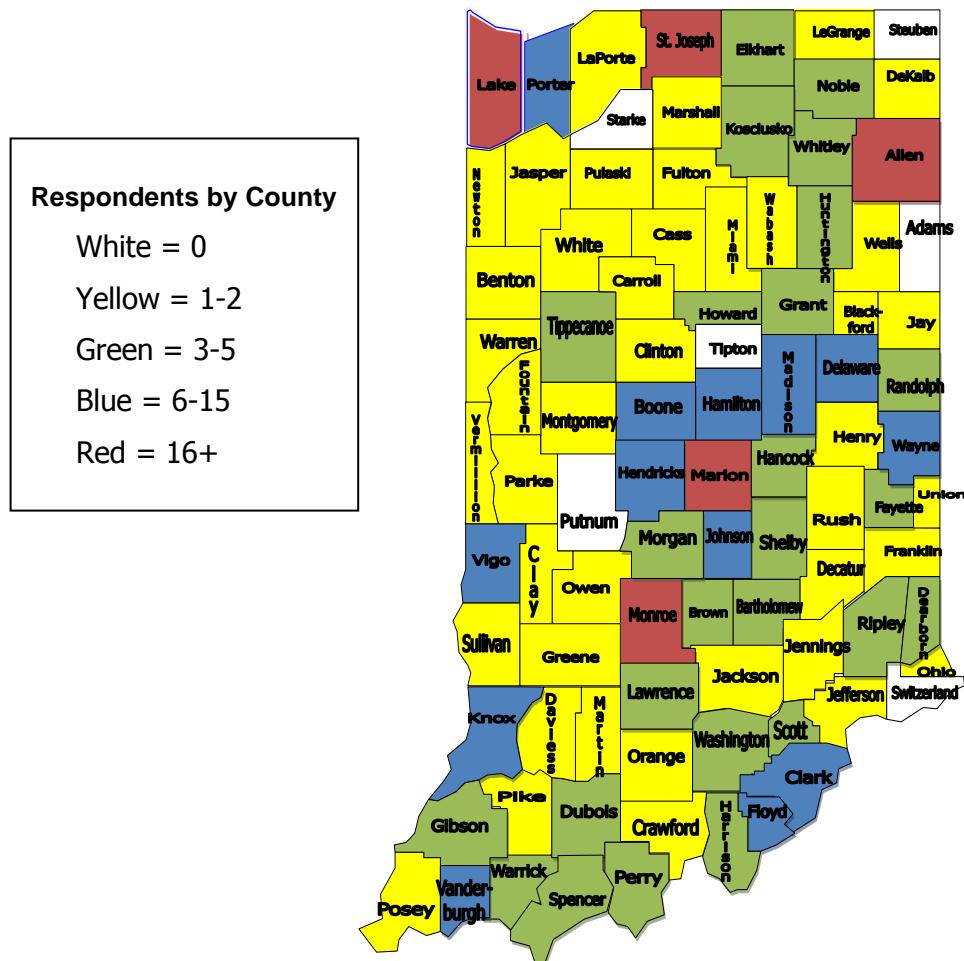 Respondents by County
White = 0
Yellow = 1-2
Green = 3-5
Blue = 6-15
Red = 16+
Lake
Porter
LaPorte
St. Joseph
Elkhart
LeGrange
Steuben
Noble
DeKalb
Starke
Marshall
Kosciusko
Whitley
Allen
Newton
Jasper
Pulaski
Fulton
Miami
Wabash
Huntington
Wells
Adams
White
Cass
Benton
Carroll
Howard
Grant
Black-
ford
Jay
Tippecanoe
Warren
Clinton
Tipton
Madison
Delaware
Randolph
Fountain
Montgomery
Boone
Hamilton
Henry
Wayne
Vermillion
Parke
Hendricks
Marion
Hancock
Putnum
Rush
Fayette
Union
Morgan
Johnson
Shelby
Franklin
Vigo
Clay
Owen
Decatur
Monroe
Brown
Bartholomew
Ripley
Dearborn
Sullivan
Greene
Jennings
Ohio
Jackson
Jefferson
Switzerland
Lawrence
Knox
Daviess
Martin
Washington
Scott
Orange
Clark
Pike
Dubois
Floyd
Gibson
Crawford
Harrison
Warrick
Perry
Vander-
burgh
Spencer
Posey